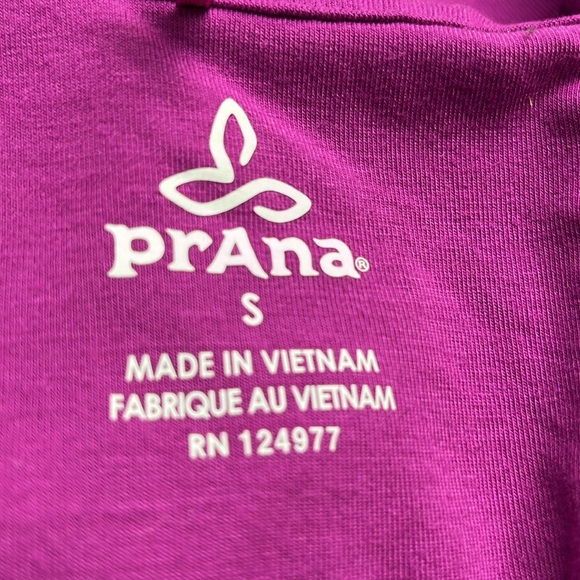 prAna®
S
MADE IN VIETNAM
FABRIQUE AU VIETNAM
RN 124977